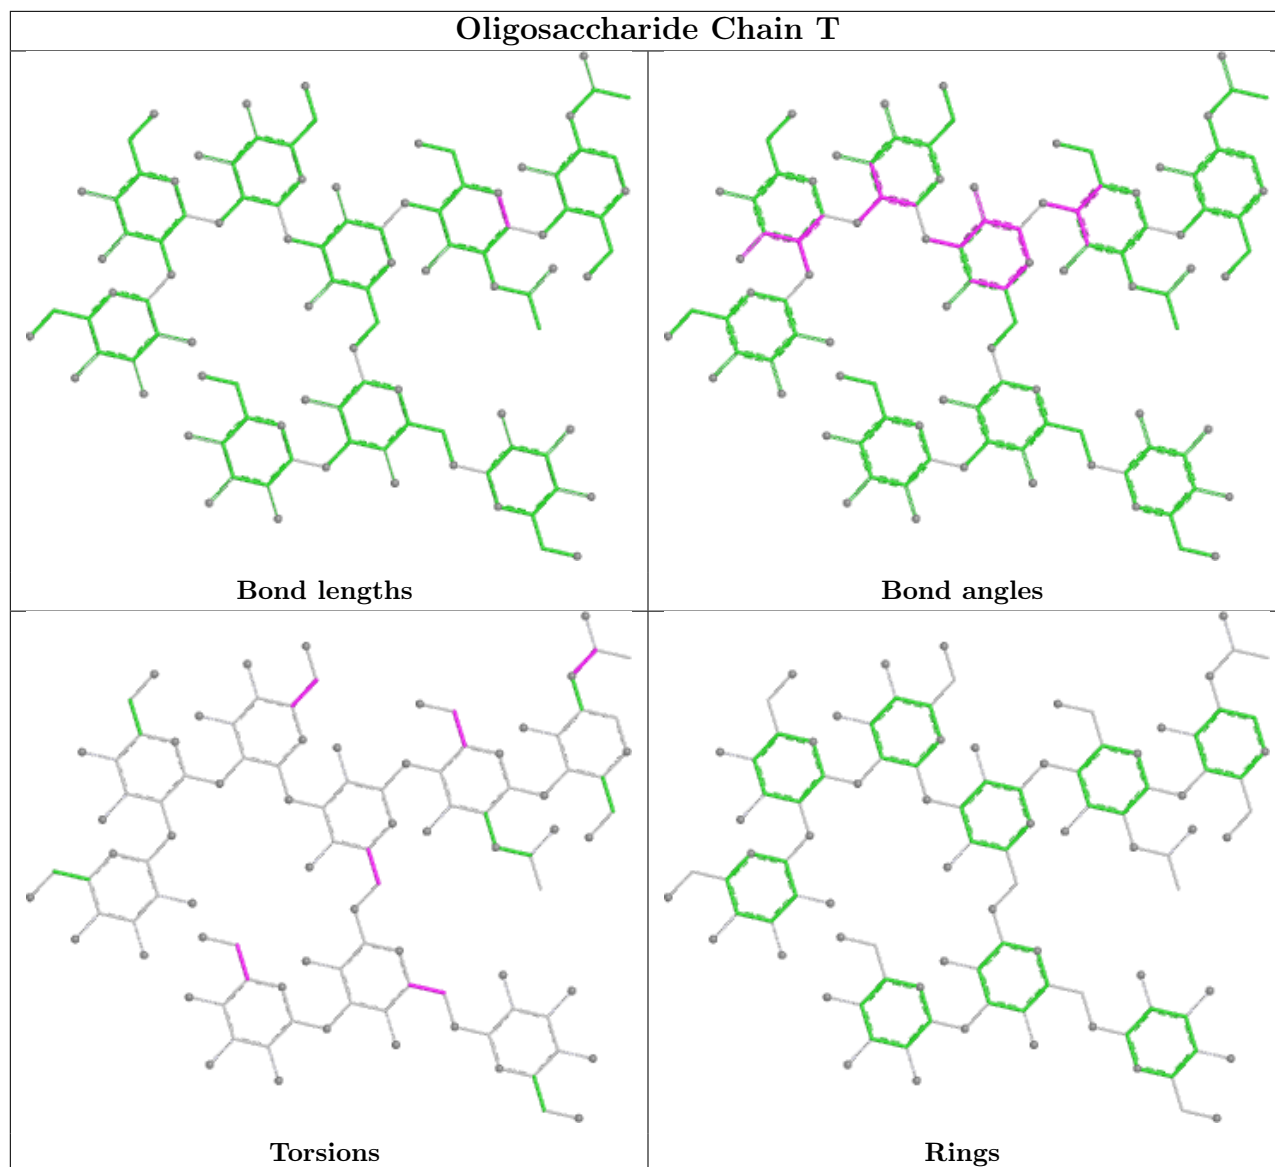 Oligosaccharide Chain T
Bond lengths
Bond angles
Torsions
Rings